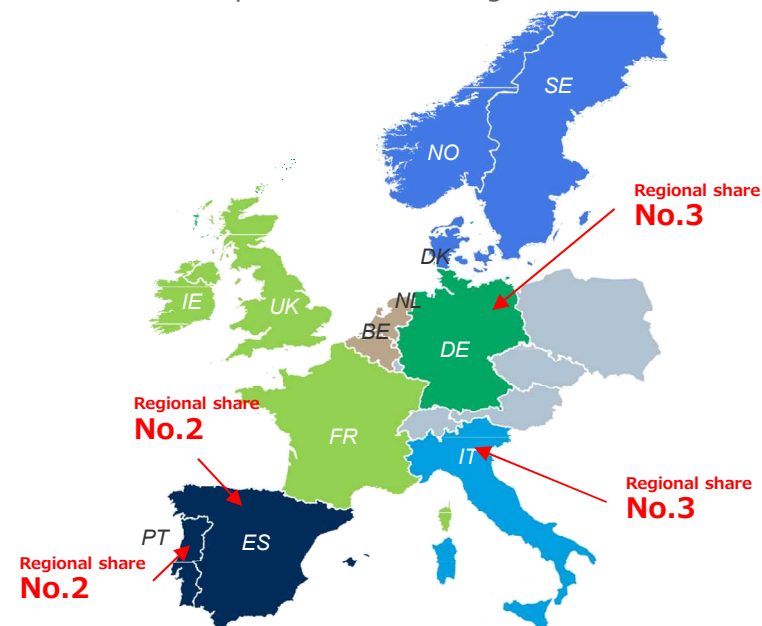 SE
NO
Regional share
No.3
DK
NL
IE
UK
BE
DE
Regional share
No.2
FR
IT
Regional share
No.3
PT
ES
Regional share
No.2